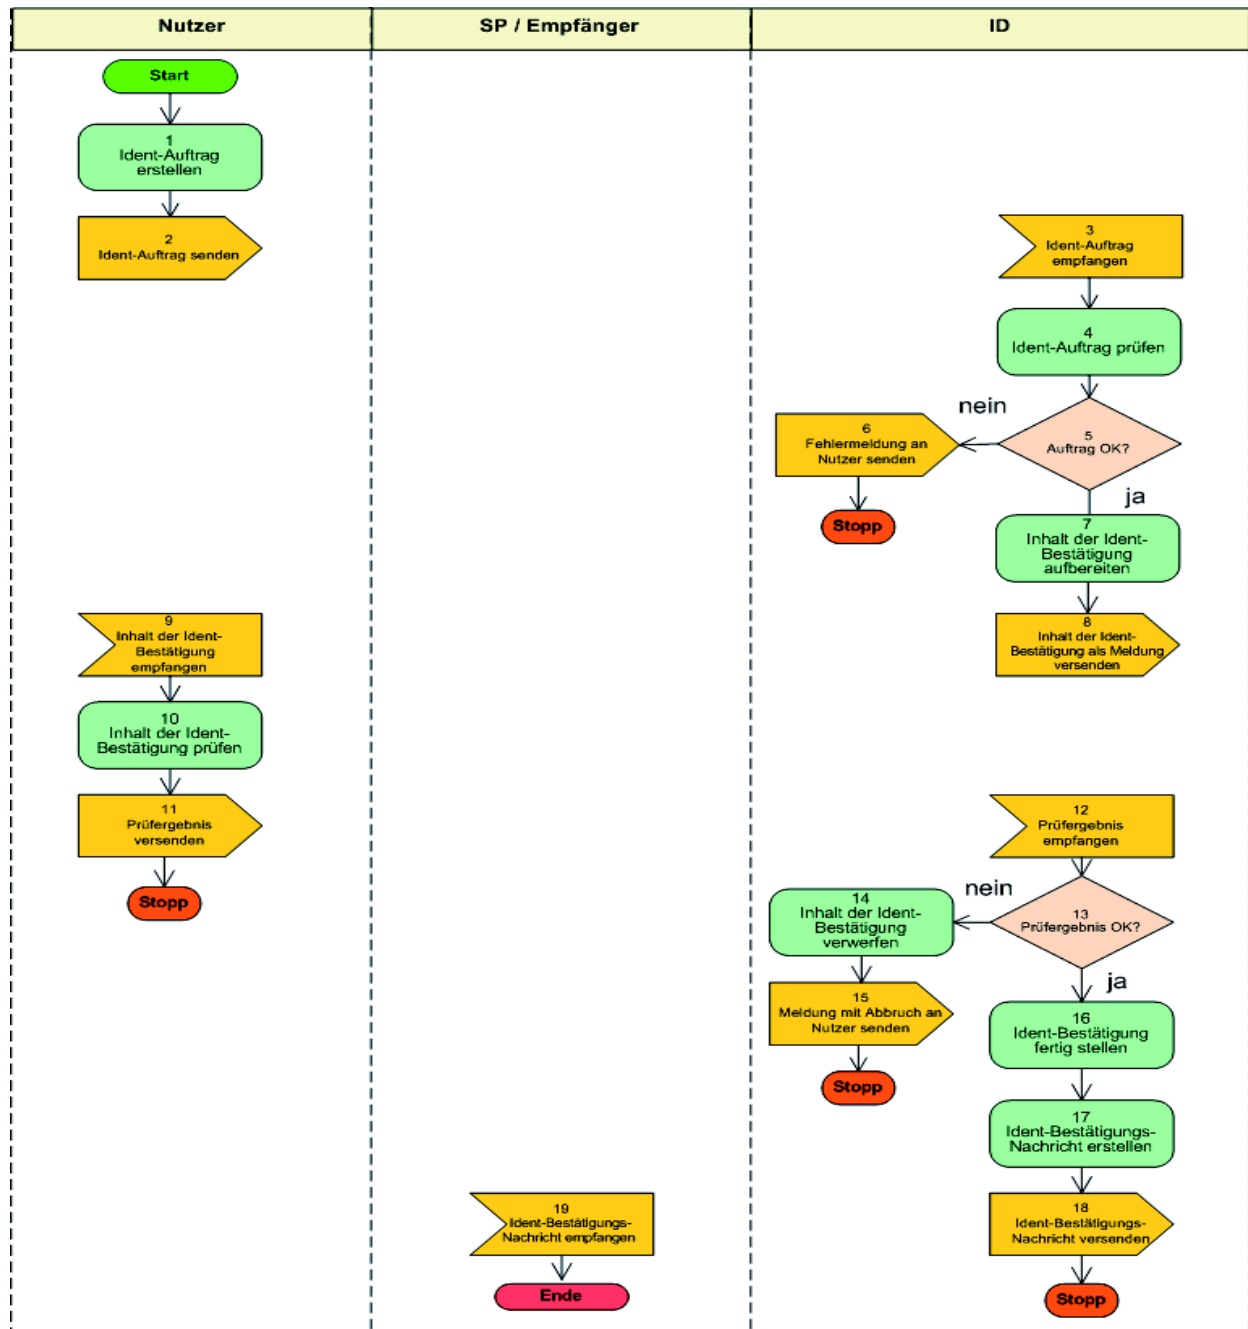 Nutzer
SP / Empfänger
ID
Start
1
Ident-Auftrag
erstellen
2
Ident-Auftrag senden
3
Ident-Auftrag
empfangen
4
Ident-Auftrag prüfen
nein
5
Auftrag OK?
6
Fehlermeldung an
Nutzer senden
ja
Stopp
7
Inhalt der Ident-
Bestätigung
aufbereiten
8
Inhalt der Ident-
Bestätigung als Meldung
versenden
9
Inhalt der Ident-
Bestätigung
empfangen
10
Inhalt der Ident-
Bestätigung prüfen
11
Prüfergebnis
versenden
Stopp
12
Prüfergebnis
empfangen
nein
13
Prüfergebnis OK?
14
Inhalt der Ident-
Bestätigung
verwerfen
ja
15
Meldung mit Abbruch an
Nutzer senden
Stopp
16
Ident-Bestätigung
fertig stellen
17
Ident-Bestätigungs-
Nachricht erstellen
18
Ident-Bestätigungs-
Nachricht versenden
Stopp
19
Ident-Bestätigungs-
Nachricht empfangen
Ende